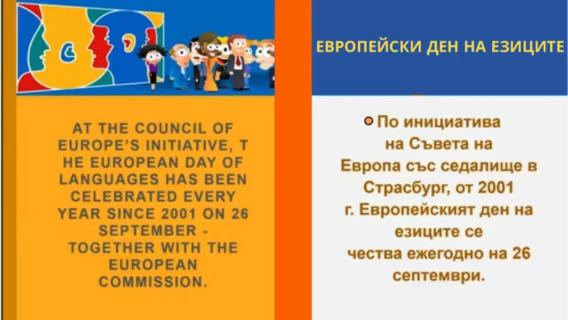 AT THE COUNCIL OF
EUROPE'S INITIATIVE, T
HE EUROPEAN DAY OF
LANGUAGES HAS BEEN
CELEBRATED EVERY
YEAR SINCE 2001 ON 26
SEPTEMBER -
TOGETHER WITH THE
EUROPEAN
COMMISSION.
ЕВРОПЕЙСКИ ДЕН НА ЕЗИЦИТЕ
По инициатива
на Съвета на
Европа със седалище в
Страсбург, от 2001
г. Европейският ден на
езиците се
чества ежегодно на 26
септември.